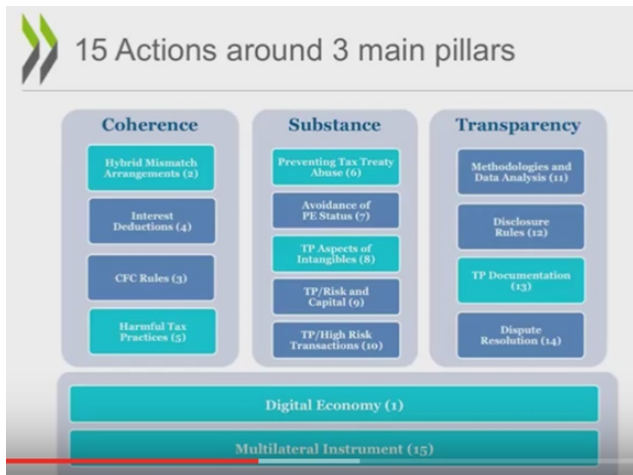 15 Actions around 3 main pillars
Coherence
Hybrid Mismatch
Arrangements (2)
Interest
Deductions (4)
CFC Rules (3)
Harmful Tax
Practices (5)
Substance
Preventing Tax Treaty
Abuse (6)
Avoidance of
PE Status (7)
TP Aspects of
Intangibles (8)
TP/Risk and
Capital (9)
TP/High Risk
Transactions (10)
Transparency
Methodologies and
Data Analysis (11)
Disclosure
Rules (12)
TP Documentation
(13)
Dispute
Resolution (14)
Digital Economy (1)
Multilateral Instrument (15)